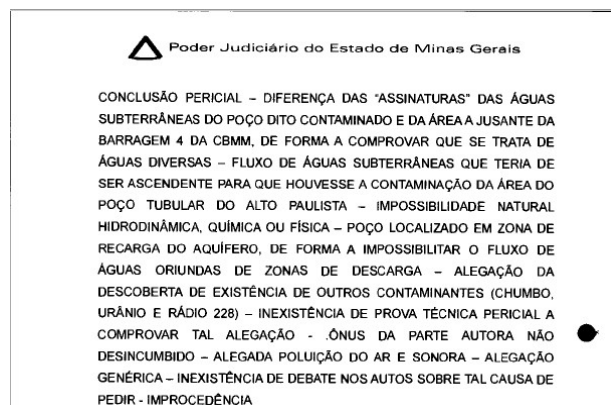 Poder Judiciário do Estado de Minas Gerais
CONCLUSÃO PERICIAL – DIFERENÇA DAS "ASSINATURAS" DAS ÁGUAS
SUBTERRÂNEAS DO POÇO DITO CONTAMINADO E DA ÁREA A JUSANTE DA
BARRAGEM 4 DA CBMM, DE FORMA A COMPROVAR QUE SE TRATA DE
ÁGUAS DIVERSAS – FLUXO DE ÁGUAS SUBTERRÂNEAS QUE TERIA DE
SER ASCENDENTE PARA QUE HOUVESSE A CONTAMINAÇÃO DA ÁREA DO
POÇO TUBULAR DO ALTO PAULISTA – IMPOSSIBILIDADE NATURAL
HIDRODINÂMICA, QUÍMICA OU FÍSICA – POÇO LOCALIZADO EM ZONA DE
RECARGA DO AQUÍFERO, DE FORMA A IMPOSSIBILITAR O FLUXO DE
ÁGUAS ORIUNDAS DE ZONAS DE DESCARGA – ALEGAÇÃO DA
DESCOBERTA DE EXISTÊNCIA DE OUTROS CONTAMINANTES (CHUMBO,
URÂNIO E RÁDIO 228) – INEXISTÊNCIA DE PROVA TÉCNICA PERICIAL A
COMPROVAR TAL ALEGAÇÃO - .ÔNUS DA PARTE AUTORA NÃO
DESINCUMBIDO – ALEGADA POLUIÇÃO DO AR E SONORA – ALEGAÇÃO
GENÉRICA – INEXISTÊNCIA DE DEBATE NOS AUTOS SOBRE TAL CAUSA DE
PEDIR - IMPROCEDÊNCIA